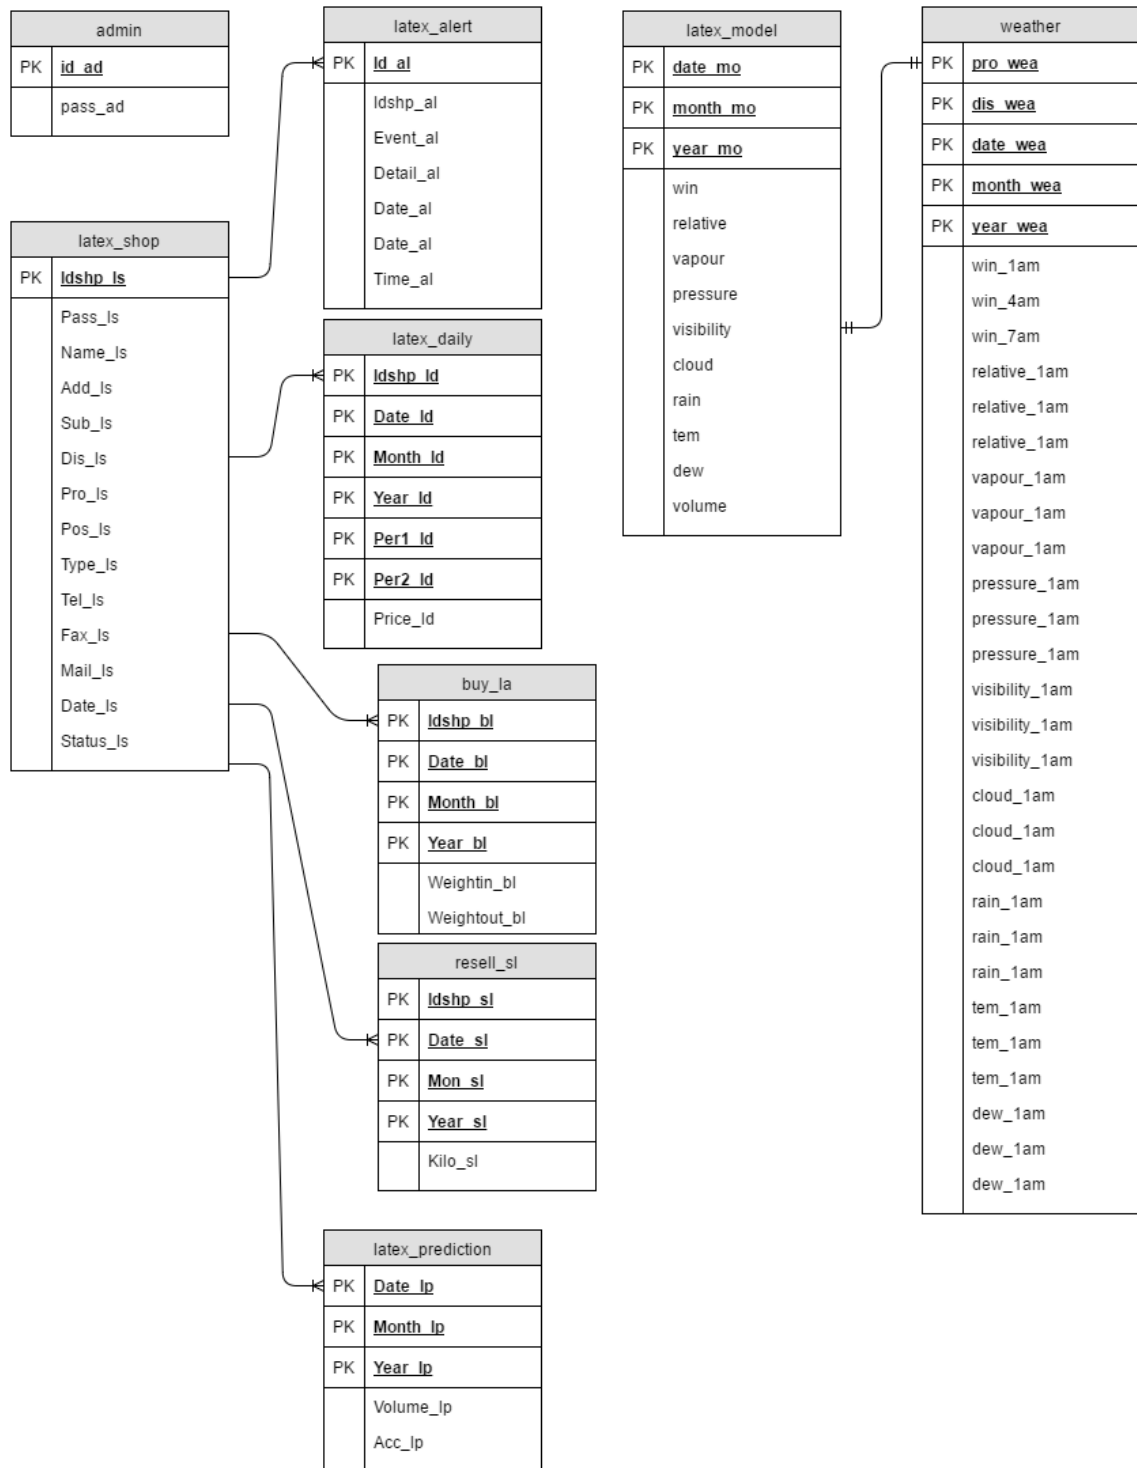 admin
PK id_ad
pass_ad
latex_shop
PK Idshp_ls
Pass_ls
Name_ls
Add_ls
Sub_ls
Dis_ls
Pro_ls
Pos_ls
Type_ls
Tel_ls
Fax_ls
Mail_ls
Date_ls
Status_ls
latex_alert
PK Id_al
Idshp_al
Event_al
Detail_al
Date_al
Date_al
Time_al
latex_daily
PK Idshp_ld
PK Date_ld
PK Month_ld
PK Year_ld
PK Per1_ld
PK Per2_ld
Price_ld
buy_la
PK Idshp_bl
PK Date_bl
PK Month_bl
PK Year_bl
Weightin_bl
Weightout_bl
resell_sl
PK Idshp_sl
PK Date_sl
PK Mon_sl
PK Year_sl
Kilo_sl
latex_prediction
PK Date_lp
PK Month_lp
PK Year_lp
Volume_lp
Acc_lp
latex_model
PK date_mo
PK month_mo
PK year_mo
win
relative
vapour
pressure
visibility
cloud
rain
tem
dew
volume
weather
PK pro_wea
PK dis_wea
PK date_wea
PK month_wea
PK year_wea
win_1am
win_4am
win_7am
relative_1am
relative_1am
relative_1am
vapour_1am
vapour_1am
vapour_1am
pressure_1am
pressure_1am
pressure_1am
visibility_1am
visibility_1am
visibility_1am
cloud_1am
cloud_1am
cloud_1am
rain_1am
rain_1am
rain_1am
tem_1am
tem_1am
tem_1am
dew_1am
dew_1am
dew_1am